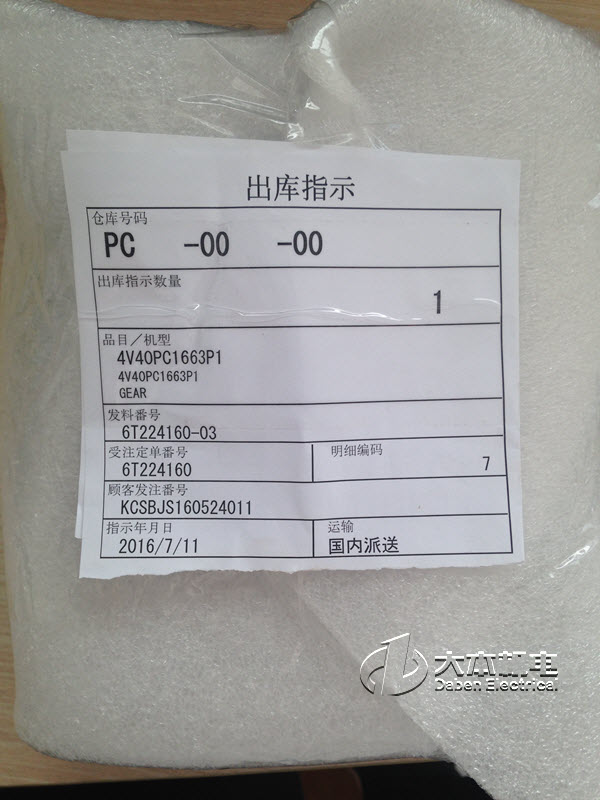 出库指示
仓库号码
PC -00 -00
出库指示数量
1
品目／机型
4V40PC1663P1
4V40PC1663P1
GEAR
发料番号
6T224160-03
受注定单番号
6T224160
明细编码
7
顾客发注番号
KCSBJS160524011
指示年月日
2016/7/11
运输
国内派送
大本机电
Daben Electrical.